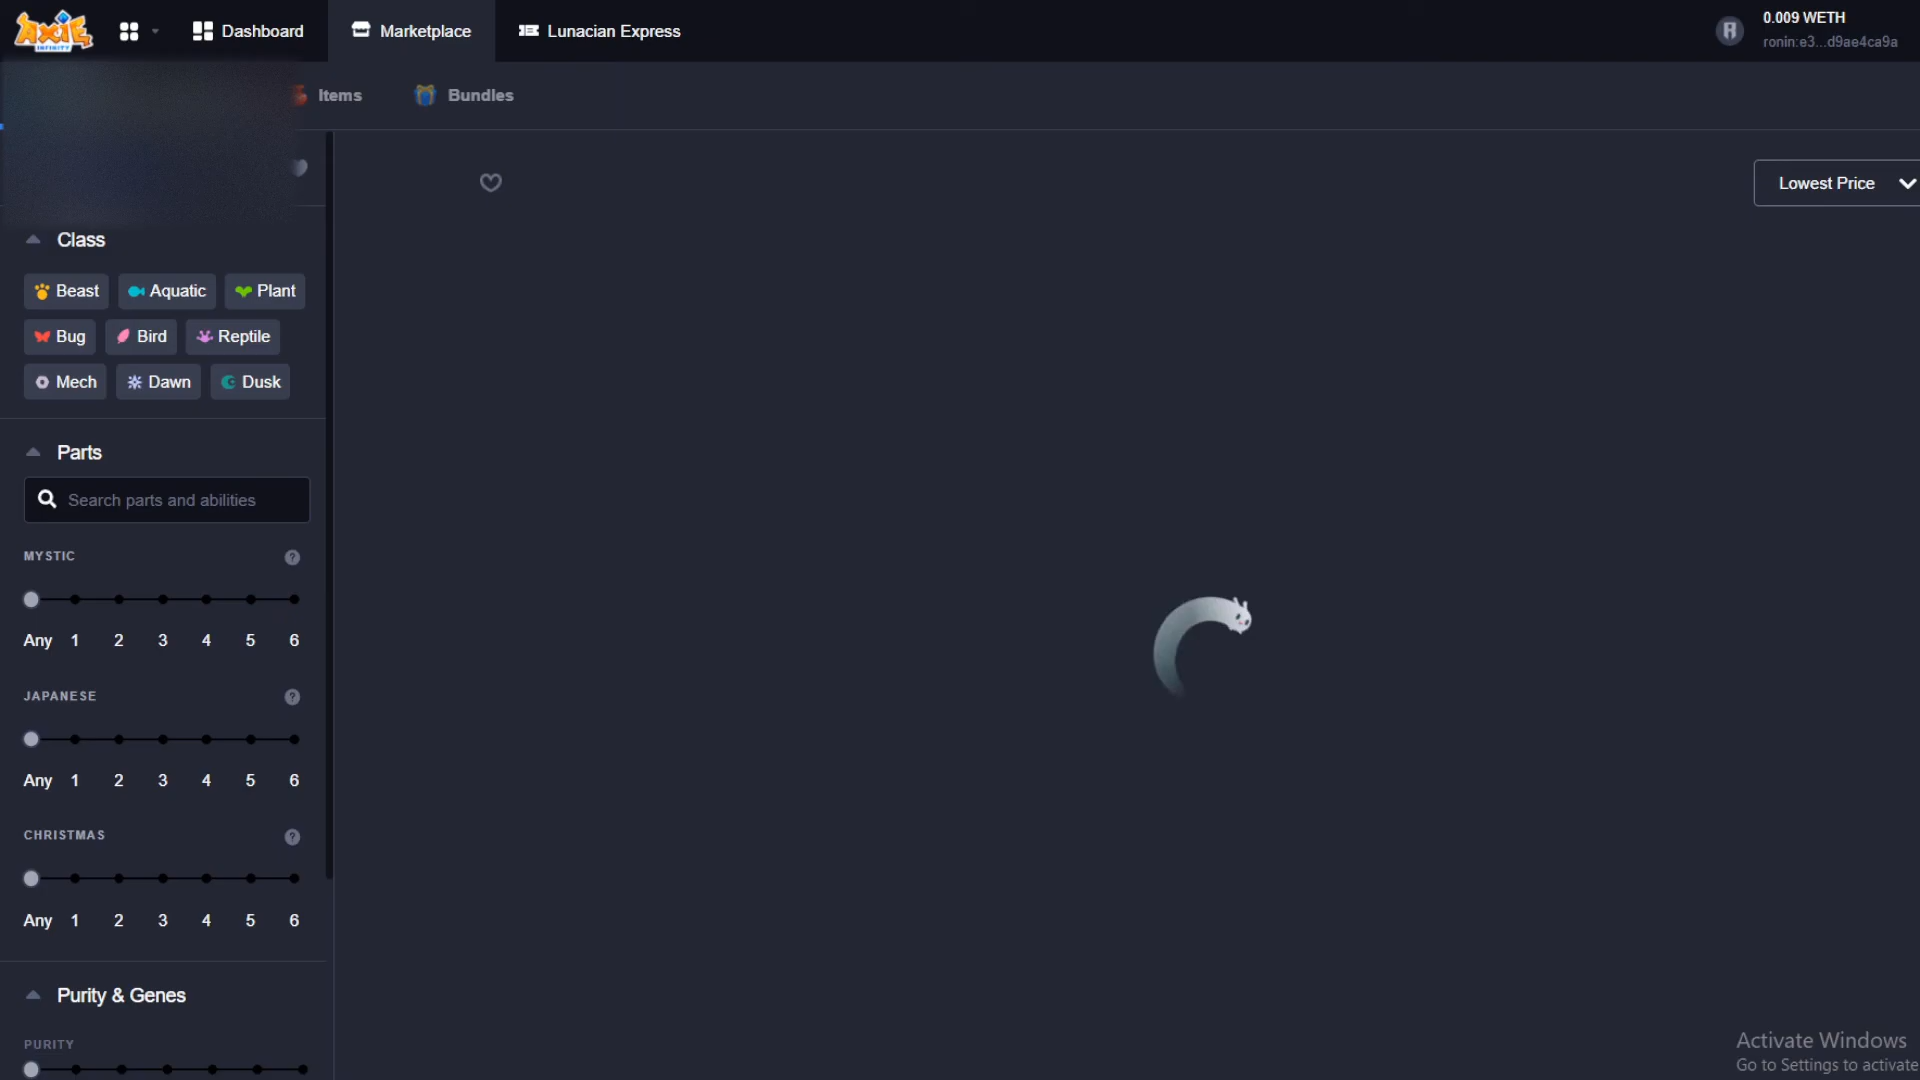 AXIE
INFINITY
Dashboard
Marketplace
Lunacian Express
0.009 WETH
ronin:e3...d9ae4ca9a
Items
Bundles
Lowest Price
Class
Beast Aquatic Plant
Bug Bird Reptile
Mech Dawn Dusk
Parts
Search parts and abilities
MYSTIC ?
Any 1 2 3 4 5 6
JAPANESE ?
Any 1 2 3 4 5 6
CHRISTMAS ?
Any 1 2 3 4 5 6
Purity & Genes
PURITY
Activate Windows
Go to Settings to activate